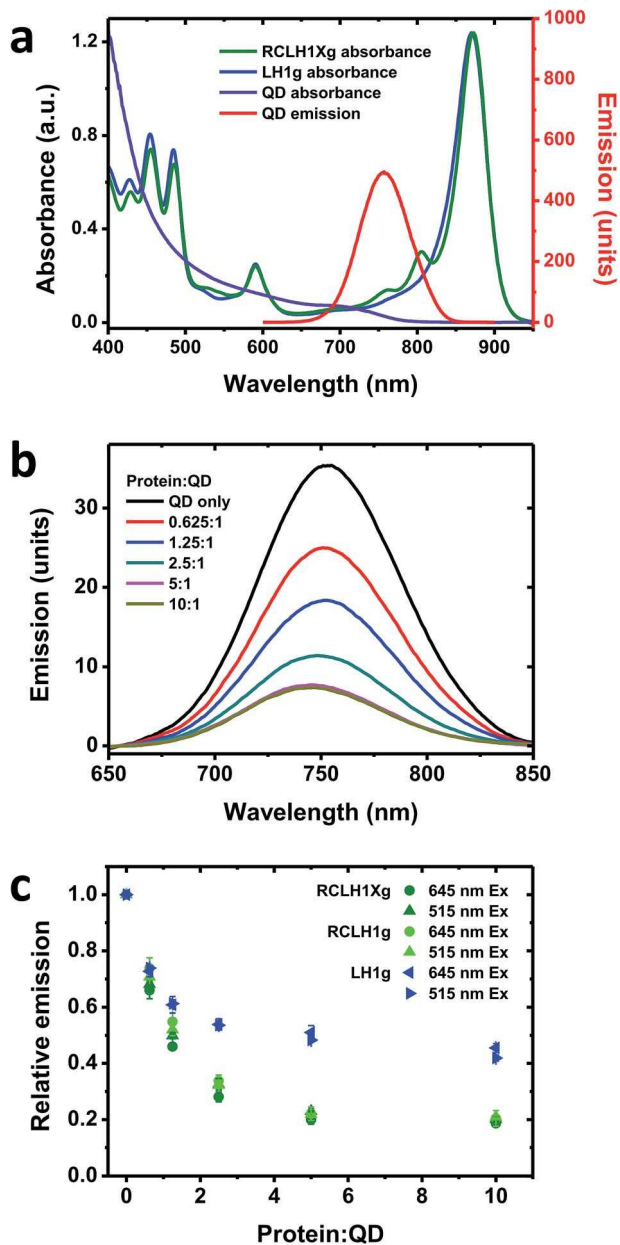 a
RCLH1Xg absorbance
LH1g absorbance
QD absorbance
QD emission
Absorbance (a.u.)
0.0
0.4
0.8
1.2
Emission (units)
0
200
400
600
800
1000
400 500 600 700 800 900
Wavelength (nm)
b
Protein:QD
QD only
0.625:1
1.25:1
2.5:1
5:1
10:1
Emission (units)
0
10
20
30
650 700 750 800 850
Wavelength (nm)
c
RCLH1Xg 645 nm Ex
515 nm Ex
RCLH1g 645 nm Ex
515 nm Ex
LH1g 645 nm Ex
515 nm Ex
Relative emission
0.0
0.2
0.4
0.6
0.8
1.0
0 2 4 6 8 10
Protein:QD